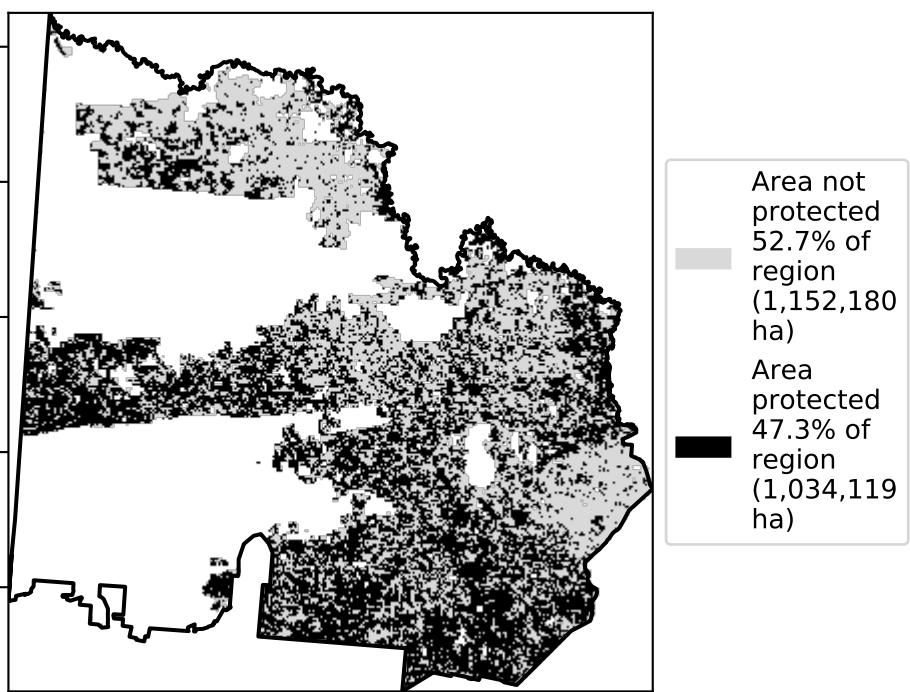 Area not
protected
52.7% of
region
(1,152,180
ha)
Area
protected
47.3% of
region
(1,034,119
ha)